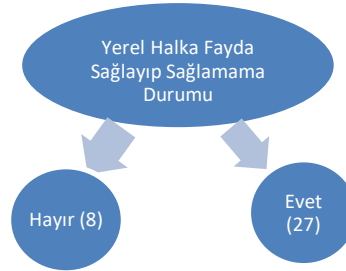 Yerel Halka Fayda
Sağlayıp Sağlamama
Durumu
Hayır (8)
Evet
(27)